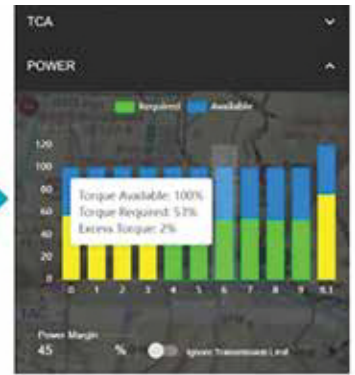 TCA
POWER
Required Available
120
100
80
60
40
20
Torque Available: 100%
Torque Required: 53%
Excess Torque: 2%
0 1 2 3 4 5 6 7 8 9 9.1
Power Margin
45 % Ignore Transmission Limit